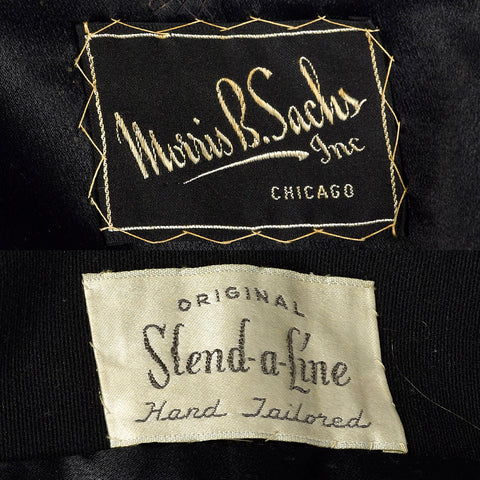 Morris B. Sachs
Inc
CHICAGO
ORIGINAL
Slend-a-Line
Hand Tailored